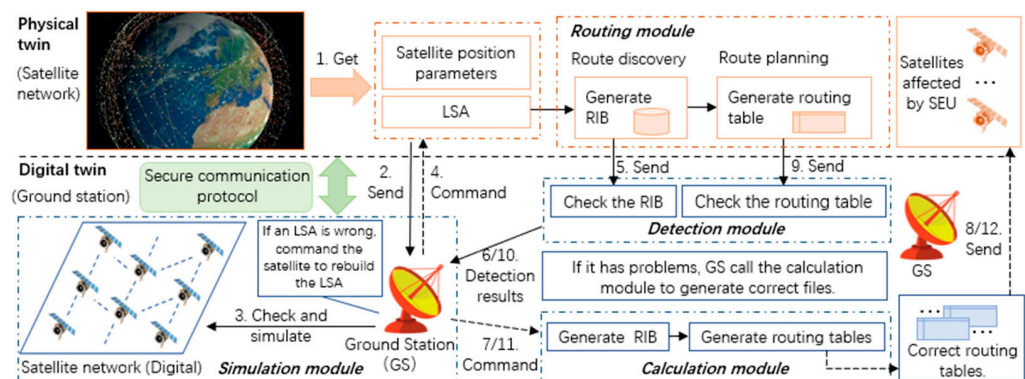 Physical
twin
(Satellite
network)
1. Get
Satellite position
parameters
LSA
Routing module
Route discovery
Route planning
Generate
RIB
Generate routing
table
Satellites
affected
by SEU
...
Digital twin
(Ground station)
Secure communication
protocol
2.
Send
4.
Command
5. Send
9. Send
Check the RIB
Check the routing table
Detection module
8/12.
Send
GS
If an LSA is wrong,
command the
satellite to rebuild
the LSA
6/10.
Detection
results
If it has problems, GS call the calculation
module to generate correct files.
3. Check and
simulate
Ground Station
(GS)
7/11.
Command
Generate RIB
Generate routing tables
... ...
Correct routing
tables.
Satellite network (Digital)
Simulation module
Calculation module